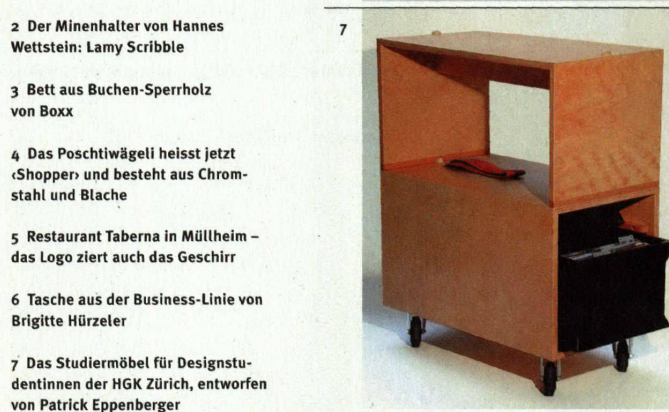 2 Der Minenhalter von Hannes
Wettstein: Lamy Scribble
3 Bett aus Buchen-Sperrholz
von Boxx
4 Das Poschtiwägeli heisst jetzt
‹Shopper› und besteht aus Chrom-
stahl und Blache
5 Restaurant Taberna in Müllheim –
das Logo ziert auch das Geschirr
6 Tasche aus der Business-Linie von
Brigitte Hürzeler
7 Das Studiermöbel für Designstu-
dentinnen der HGK Zürich, entworfen
von Patrick Eppenberger
7